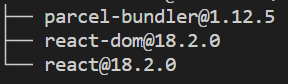 ├── parcel-bundler@1.12.5
├── react-dom@18.2.0
└── react@18.2.0